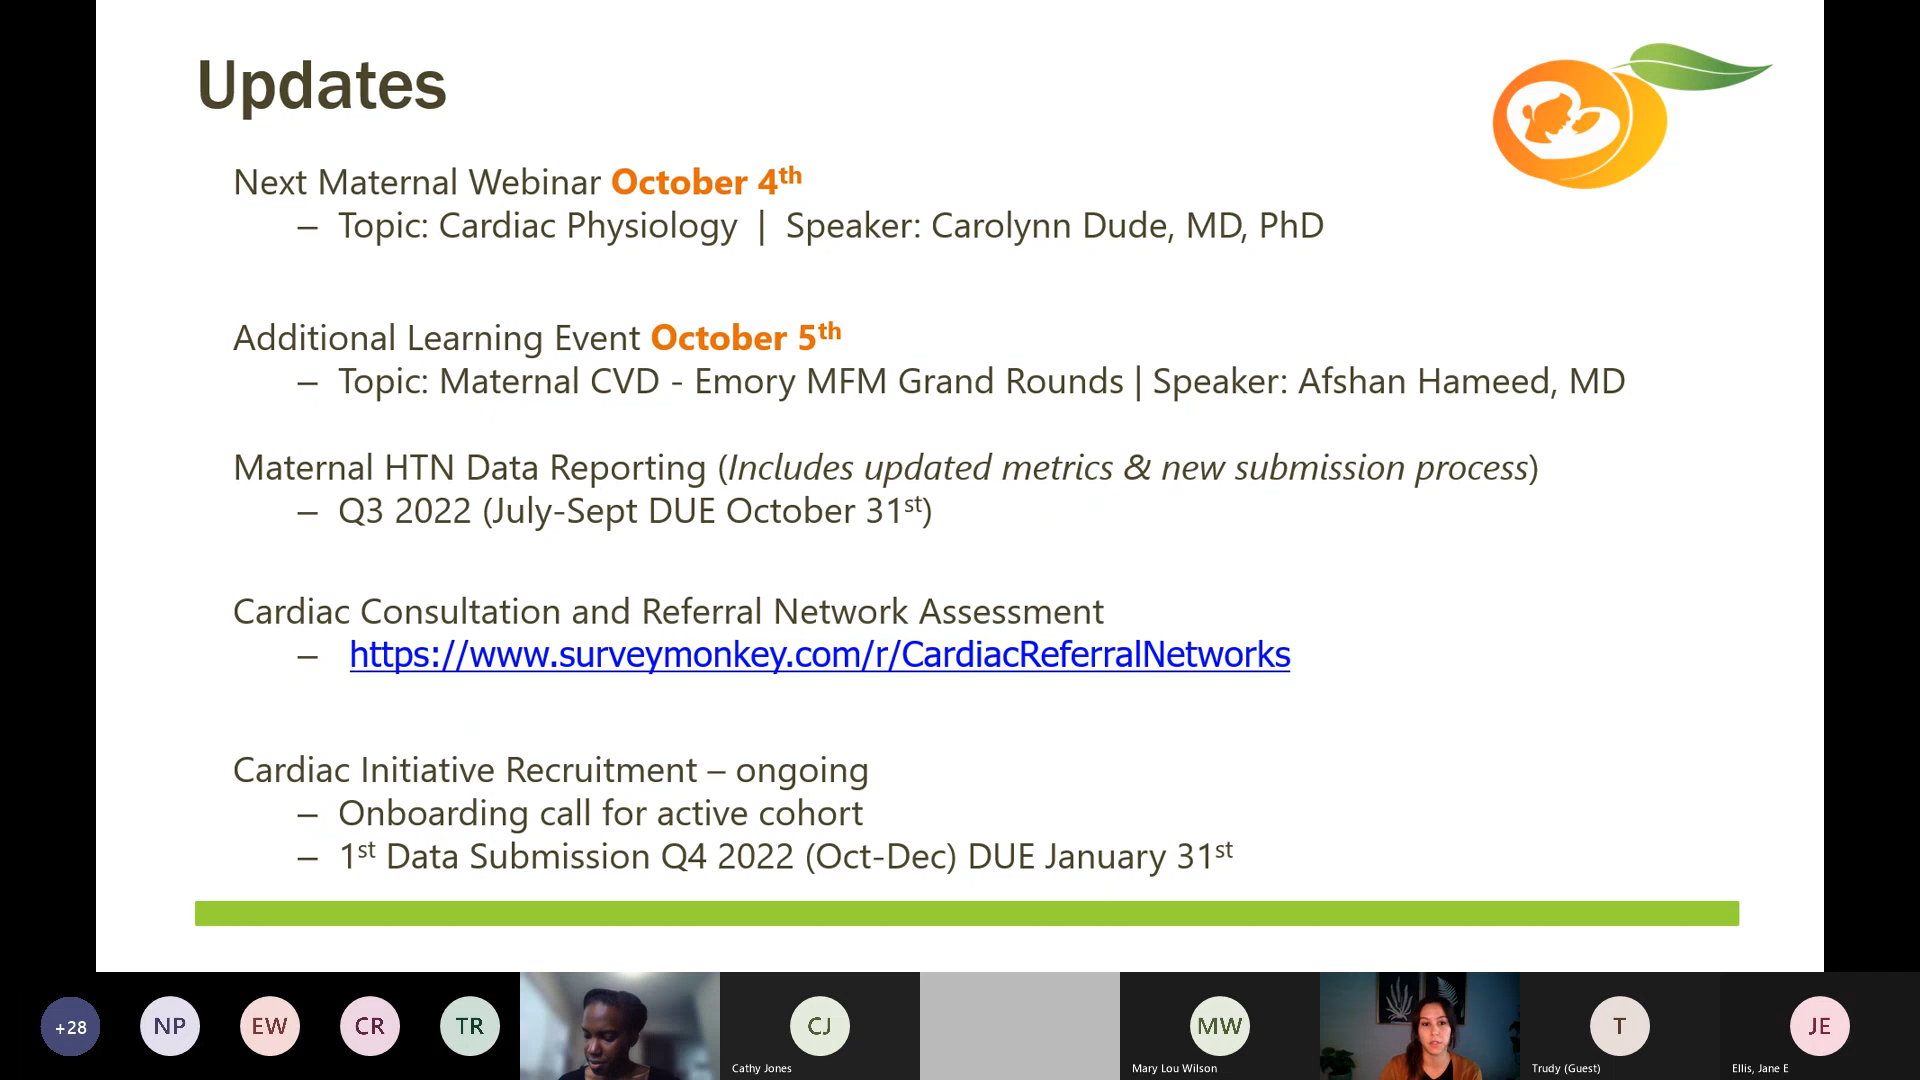 Updates
Next Maternal Webinar October 4th
– Topic: Cardiac Physiology | Speaker: Carolynn Dude, MD, PhD
Additional Learning Event October 5th
– Topic: Maternal CVD - Emory MFM Grand Rounds | Speaker: Afshan Hameed, MD
Maternal HTN Data Reporting (Includes updated metrics & new submission process)
– Q3 2022 (July-Sept DUE October 31st)
Cardiac Consultation and Referral Network Assessment
– https://www.surveymonkey.com/r/CardiacReferralNetworks
Cardiac Initiative Recruitment – ongoing
– Onboarding call for active cohort
– 1st Data Submission Q4 2022 (Oct-Dec) DUE January 31st
+28 NP EW CR TR CJ MW T JE
Cathy Jones Mary Lou Wilson Trudy (Guest) Ellis, Jane E